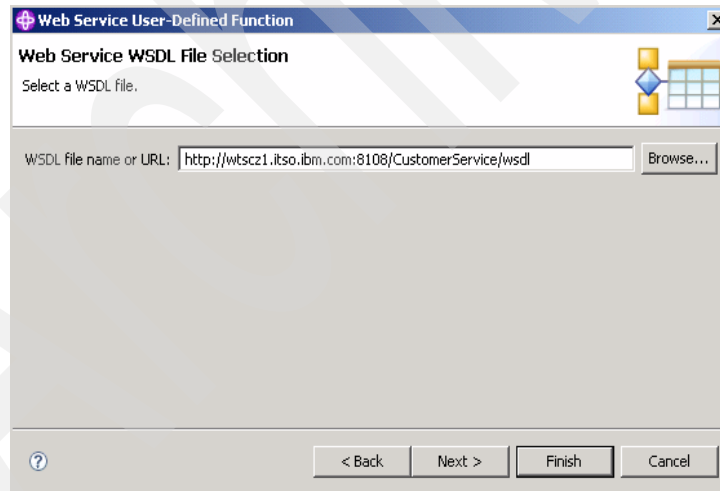 Web Service User-Defined Function
Web Service WSDL File Selection
Select a WSDL file.
WSDL file name or URL: http://wtscz1.itso.ibm.com:8108/CustomerService/wsdl Browse...
? < Back Next > Finish Cancel